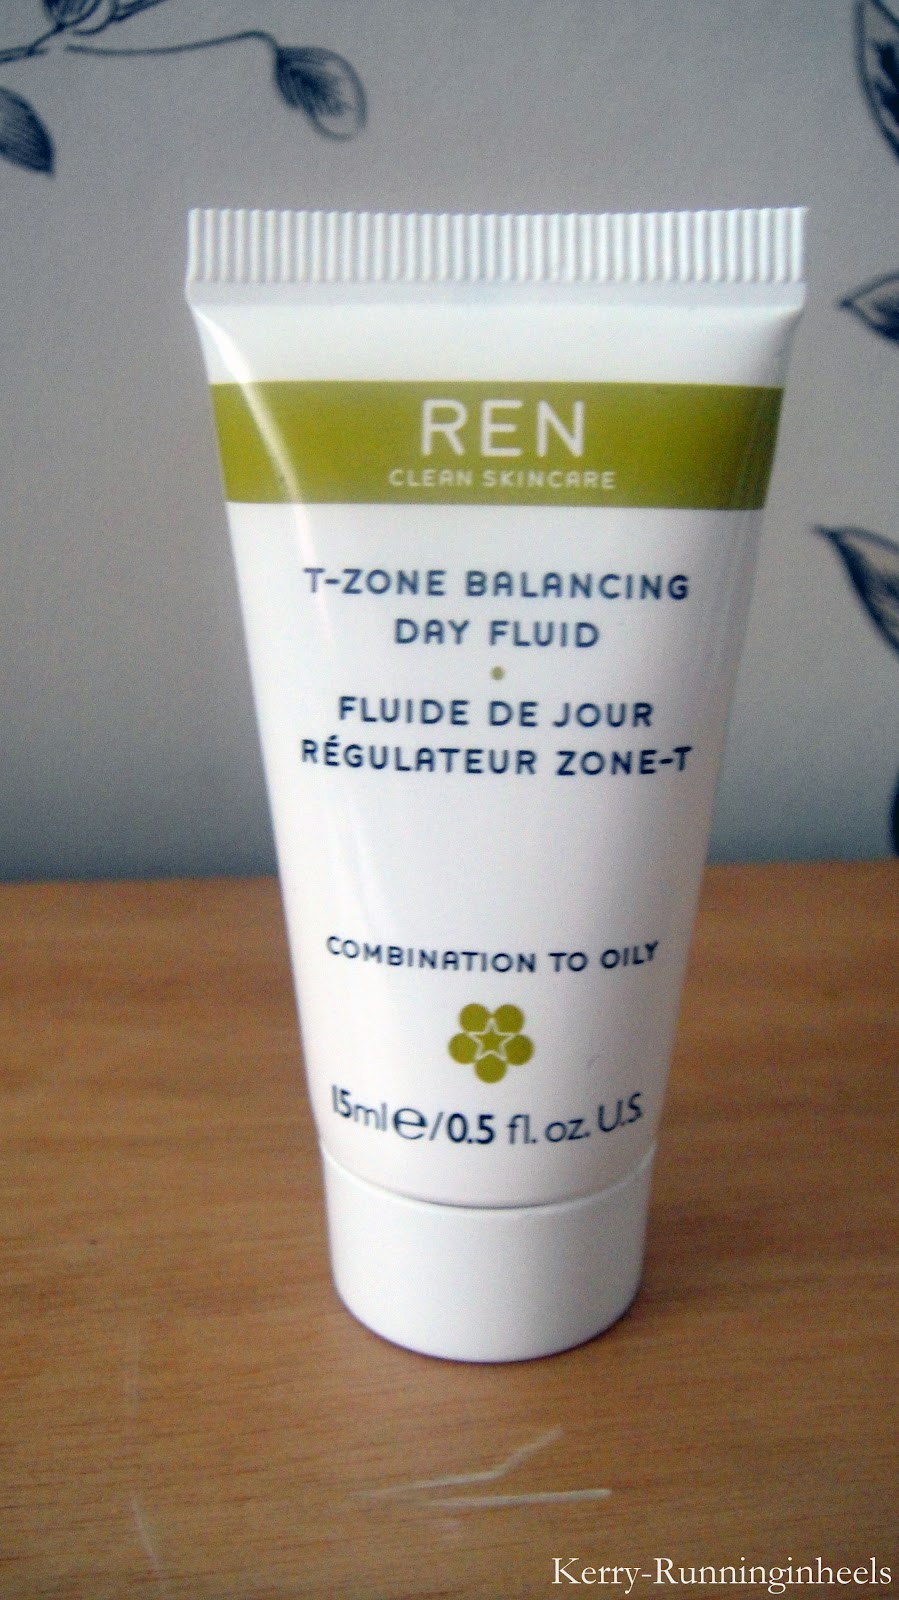 REN
CLEAN SKINCARE
T-ZONE BALANCING
DAY FLUID
•
FLUIDE DE JOUR
RÉGULATEUR ZONE-T
COMBINATION TO OILY
15ml℮/0.5 fl. oz. U.S.
Kerry-Runninginheels